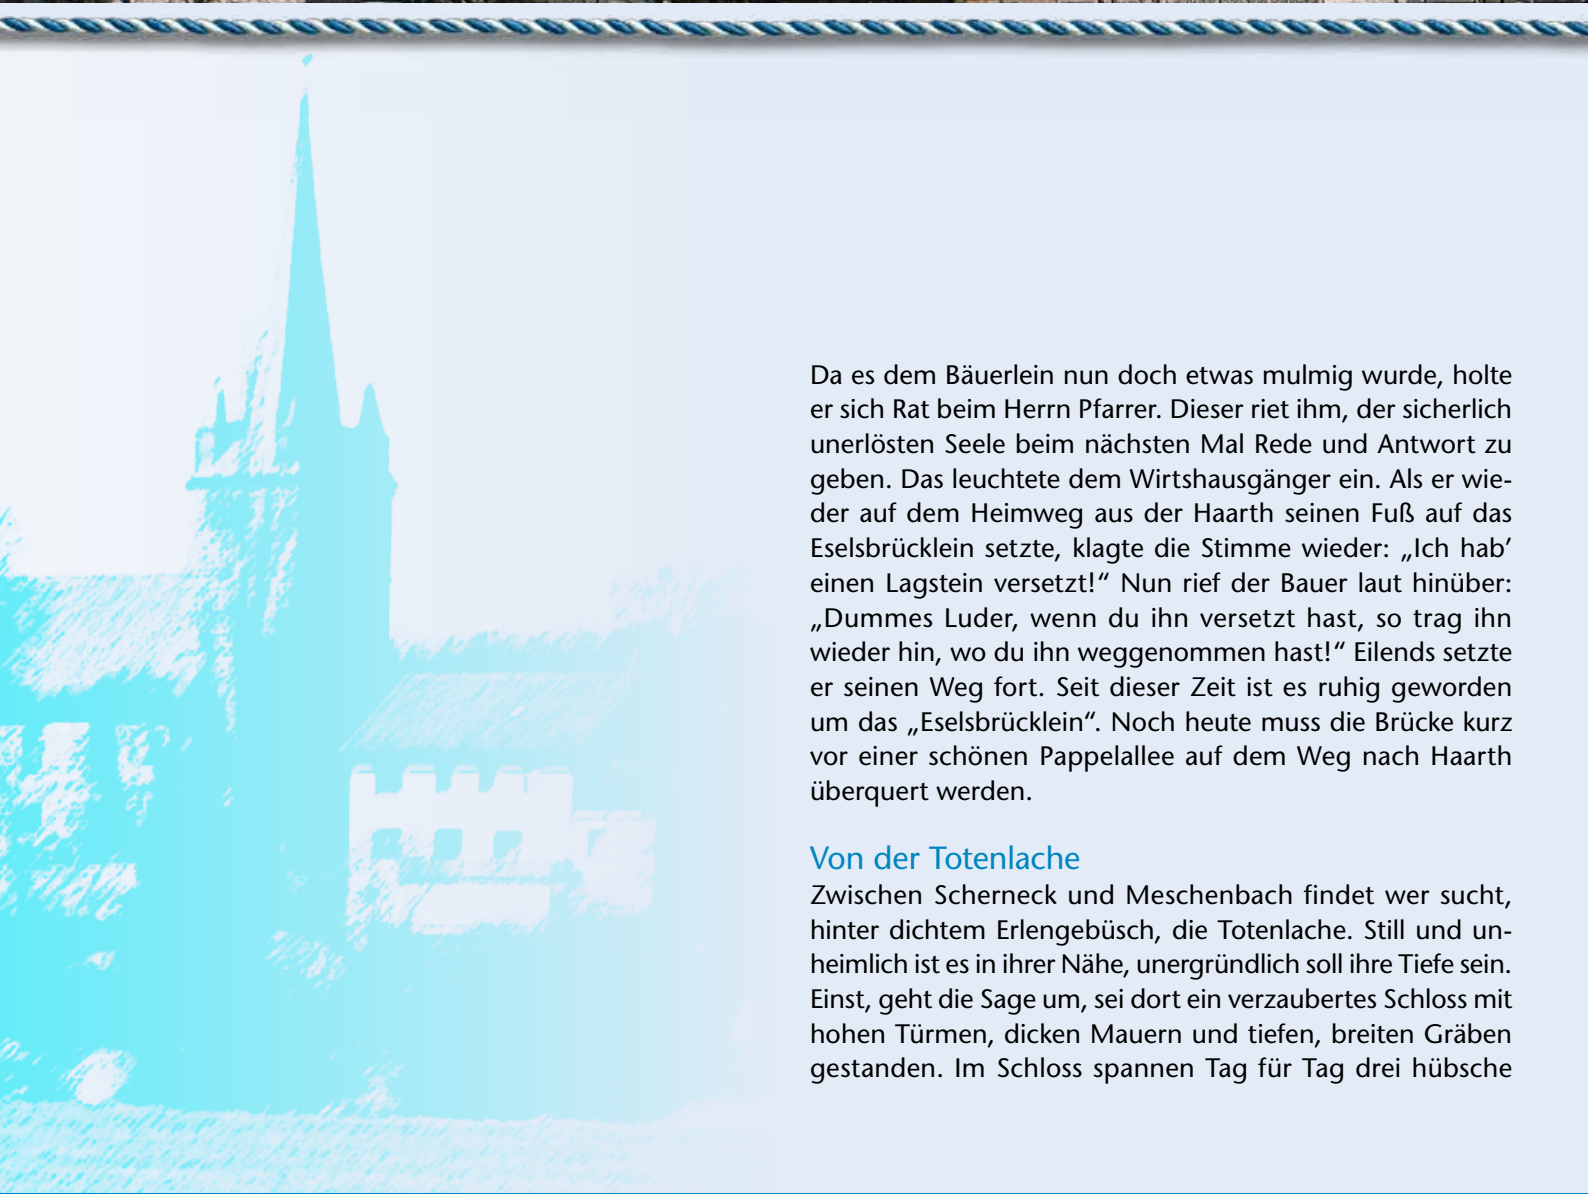 Da es dem Bäuerlein nun doch etwas mulmig wurde, holte
er sich Rat beim Herrn Pfarrer. Dieser riet ihm, der sicherlich
unerlösten Seele beim nächsten Mal Rede und Antwort zu
geben. Das leuchtete dem Wirtshausgänger ein. Als er wie-
der auf dem Heimweg aus der Haarth seinen Fuß auf das
Eselsbrücklein setzte, klagte die Stimme wieder: „Ich hab’
einen Lagstein versetzt!“ Nun rief der Bauer laut hinüber:
„Dummes Luder, wenn du ihn versetzt hast, so trag ihn
wieder hin, wo du ihn weggenommen hast!“ Eilends setzte
er seinen Weg fort. Seit dieser Zeit ist es ruhig geworden
um das „Eselsbrücklein“. Noch heute muss die Brücke kurz
vor einer schönen Pappelallee auf dem Weg nach Haarth
überquert werden.
Von der Totenlache
Zwischen Scherneck und Meschenbach findet wer sucht,
hinter dichtem Erlengebüsch, die Totenlache. Still und un-
heimlich ist es in ihrer Nähe, unergründlich soll ihre Tiefe sein.
Einst, geht die Sage um, sei dort ein verzaubertes Schloss mit
hohen Türmen, dicken Mauern und tiefen, breiten Gräben
gestanden. Im Schloss spannen Tag für Tag drei hübsche